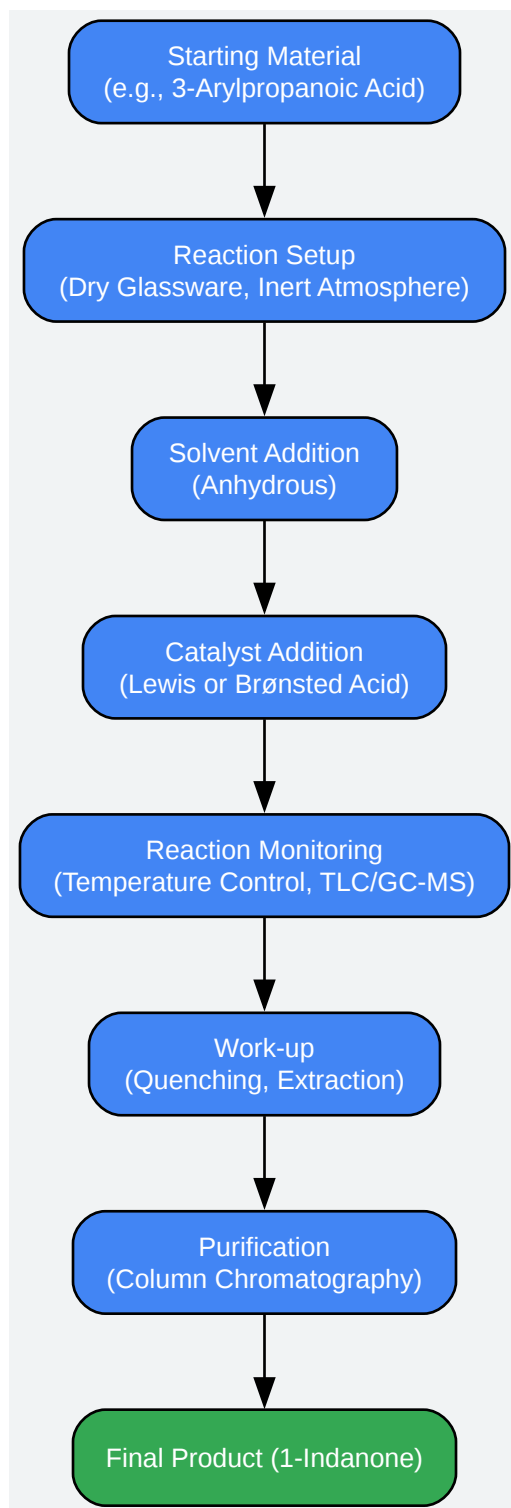 Starting Material
(e.g., 3-Arylpropanoic Acid)
Reaction Setup
(Dry Glassware, Inert Atmosphere)
Solvent Addition
(Anhydrous)
Catalyst Addition
(Lewis or Brønsted Acid)
Reaction Monitoring
(Temperature Control, TLC/GC-MS)
Work-up
(Quenching, Extraction)
Purification
(Column Chromatography)
Final Product (1-Indanone)